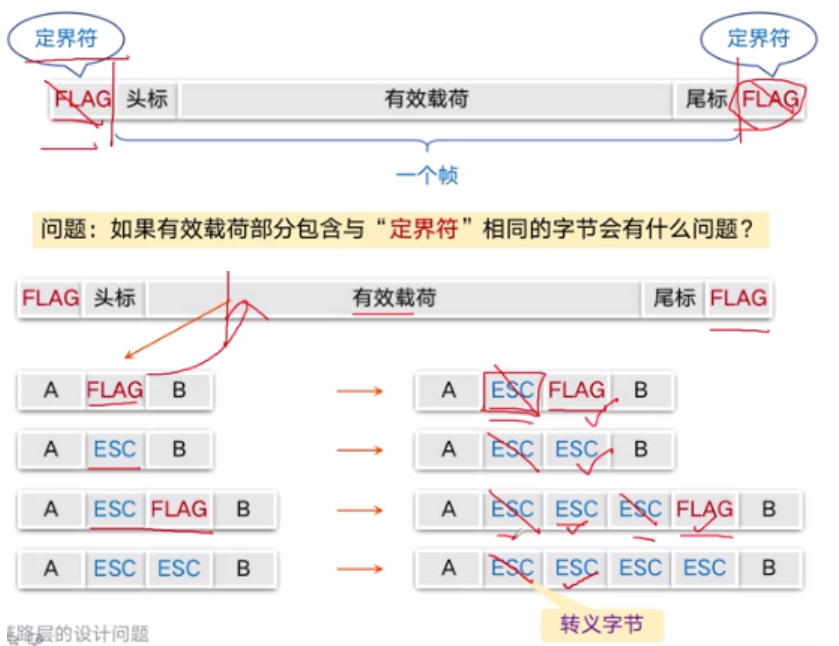 定界符 定界符
FLAG 头标 有效载荷 尾标 FLAG
一个帧
问题：如果有效载荷部分包含与“定界符”相同的字节会有什么问题？
FLAG 头标 有效载荷 尾标 FLAG
A FLAG B A ESC FLAG B
A ESC B A ESC ESC B
A ESC FLAG B A ESC ESC ESC FLAG B
A ESC ESC B A ESC ESC ESC ESC B
转义字节
路层的设计问题